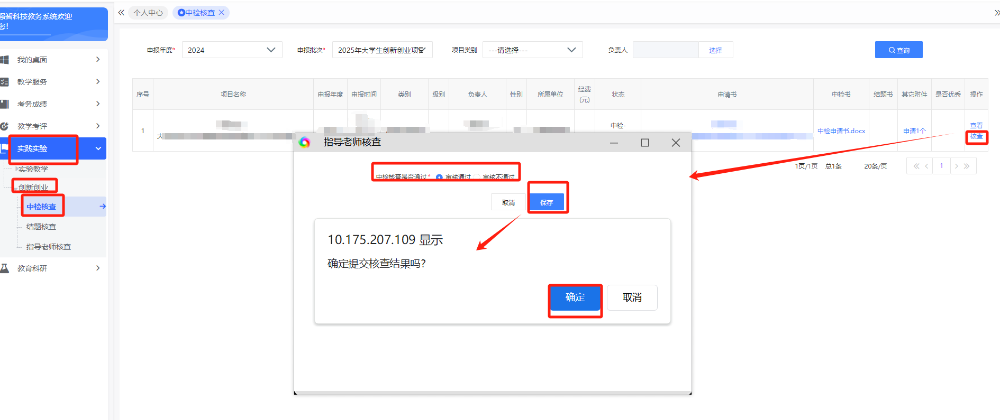 强智科技教务系统欢迎
您！
我的桌面
教学服务
考务成绩
教学考评
实践实验
实验教学
创新创业
中检核查
结题核查
指导老师核查
教育科研
个人中心
中检核查
申报年度* 2024 申报批次* 2025年大学生创新创业项 项目类别 ---请选择--- 负责人 选择 查询
序号 项目名称 申报年度 申报时间 类别 级别 负责人 性别 所属单位 经费(元) 状态 申请书 中检书 结题书 其它附件 是否优秀 操作
1 大 中检- 中检申请书.docx 申请1个 查看
核查
1页/1页 总1条 20条/页 1
指导老师核查
中检核查是否通过* 审核通过 审核不通过
取消 保存
10.175.207.109 显示
确定提交核查结果吗?
确定 取消